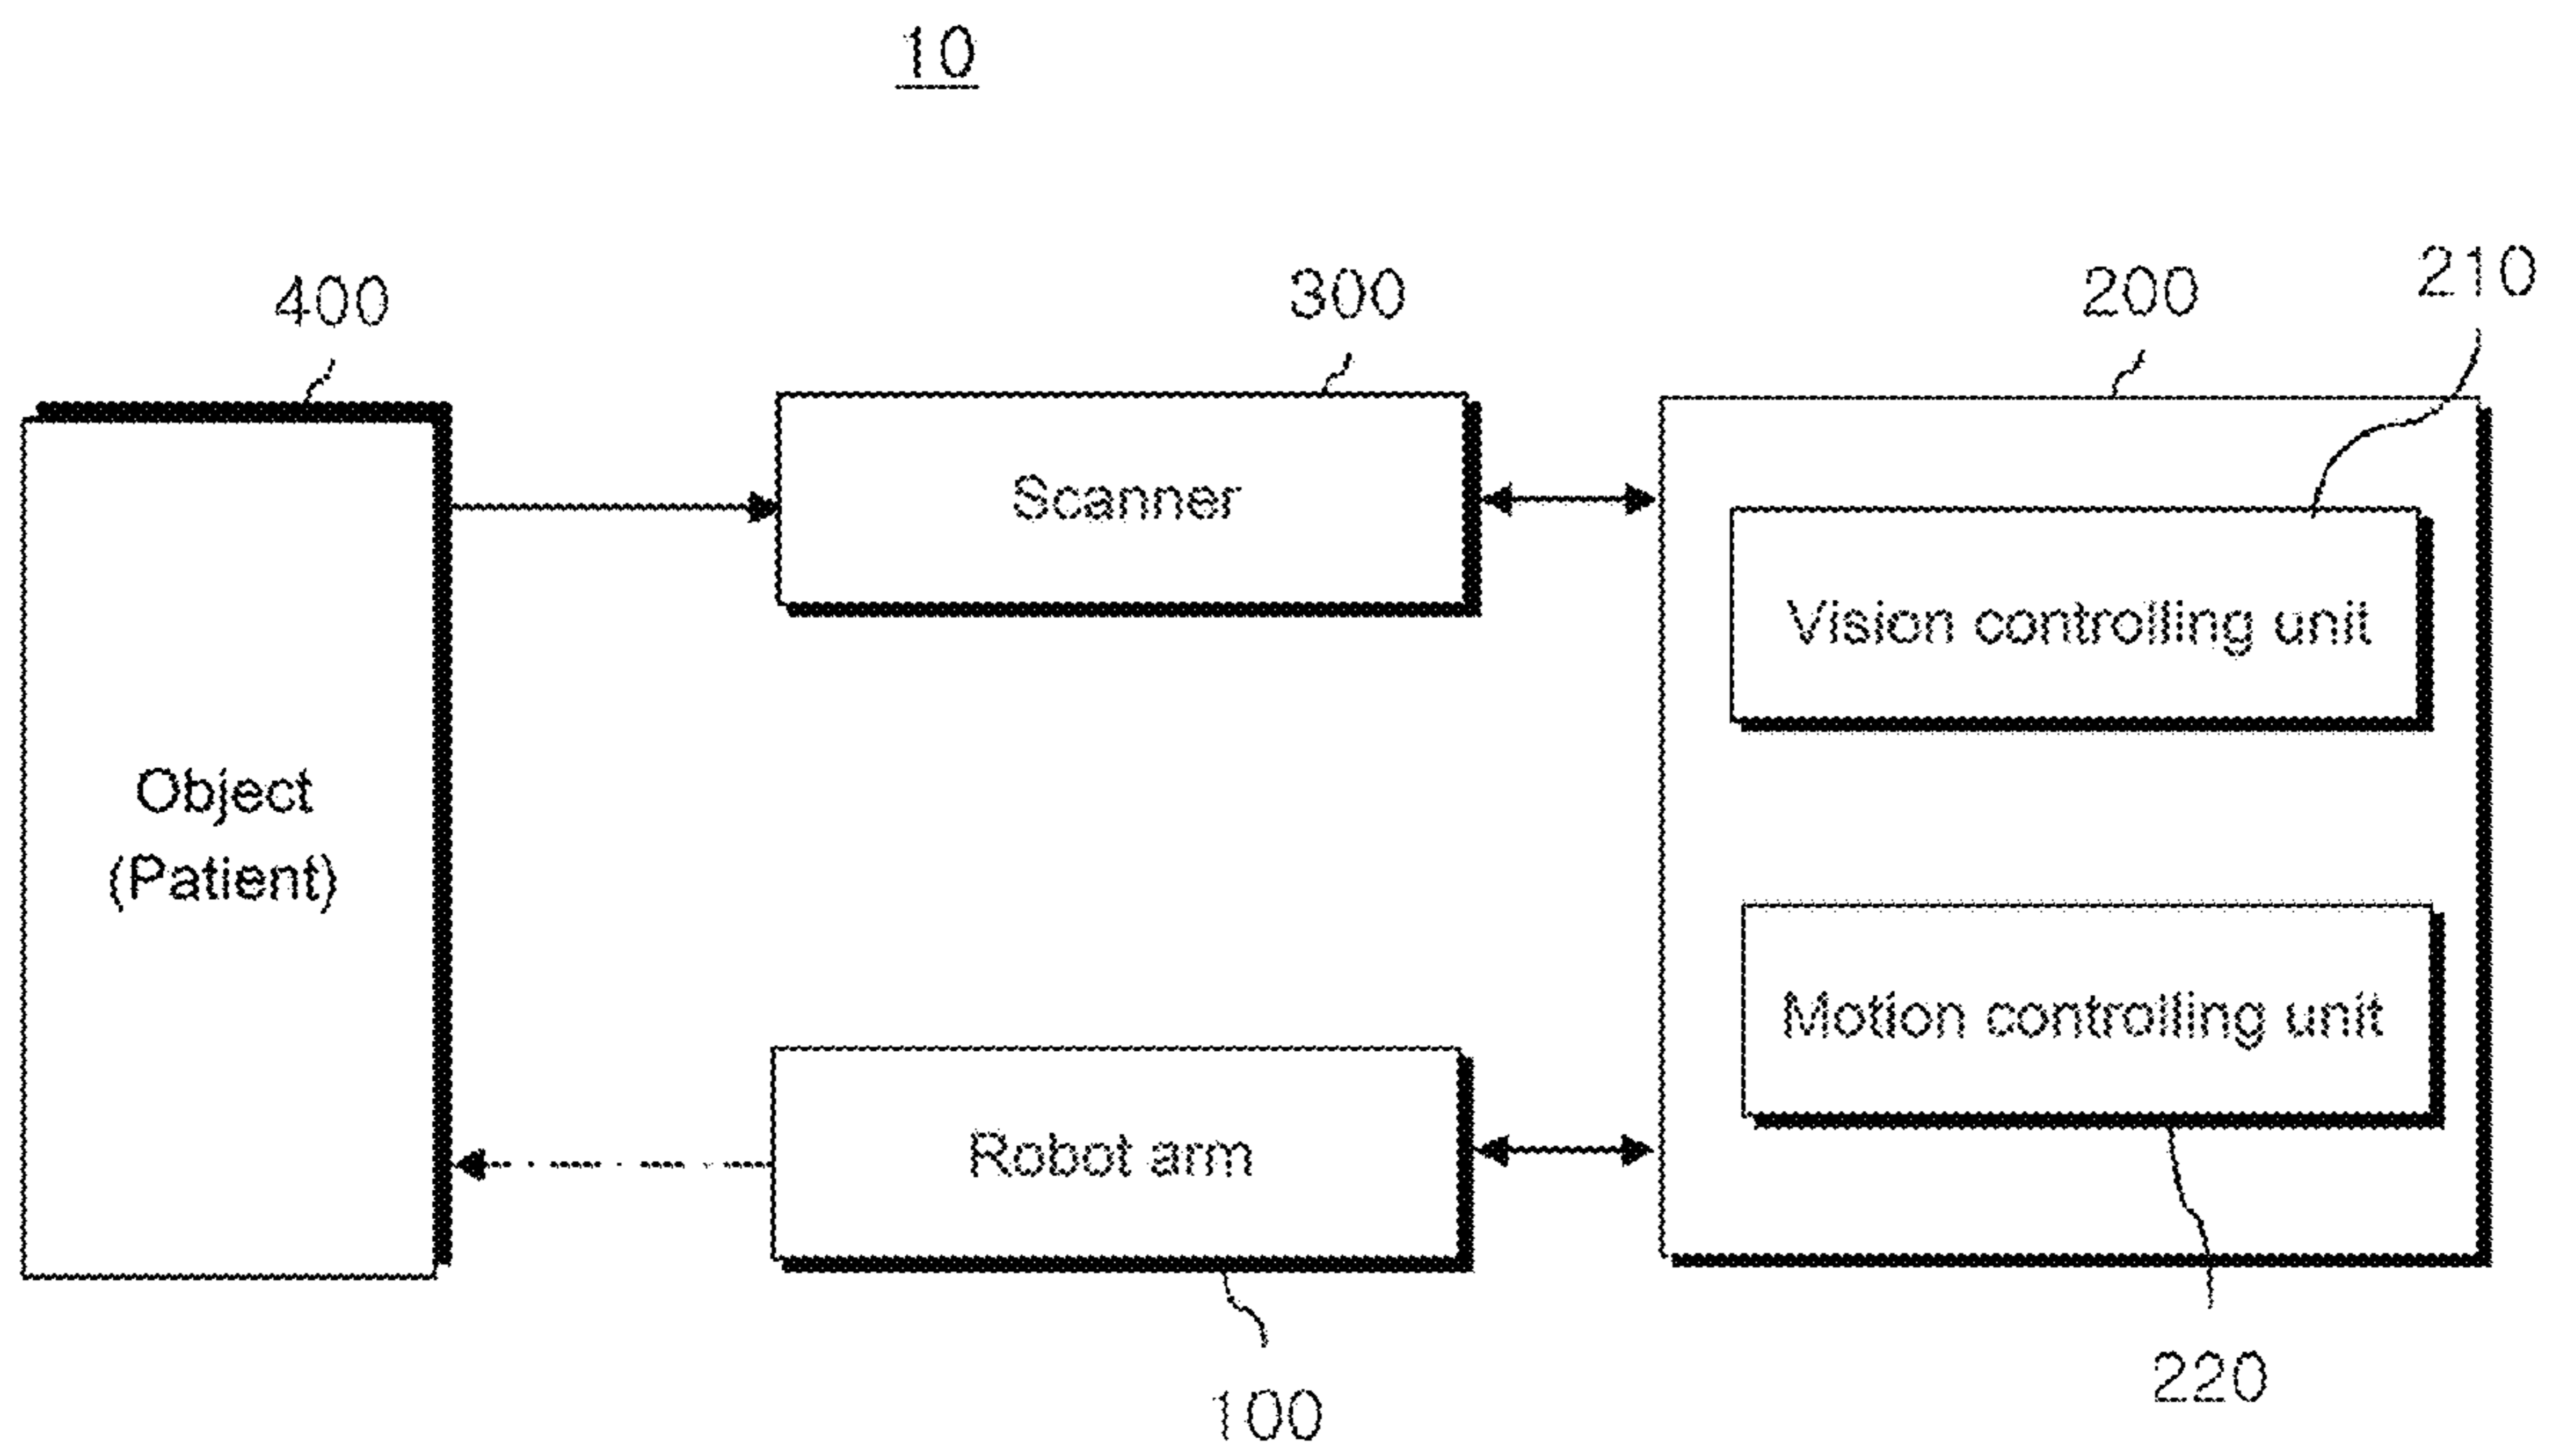 10
400
300
200
210
Scanner
Vision controlling unit
Object
(Patient)
Motion controlling unit
Robot arm
100
220